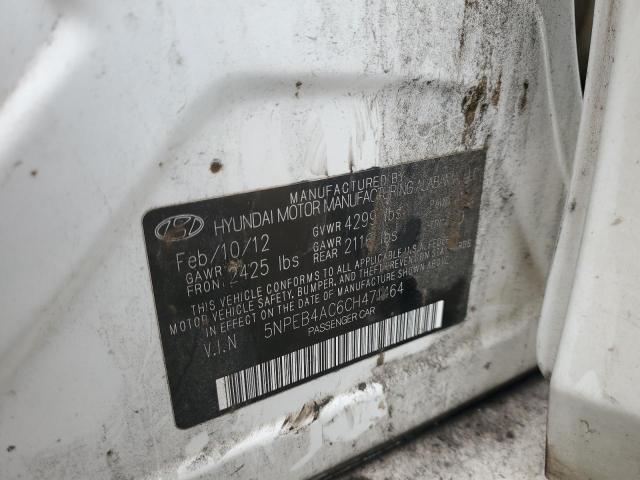 MANUFACTURED BY
HYUNDAI MOTOR MANUFACTURING ALABAMA
Feb/10/12 GVWR 4299 lbs
GAWR FRONT 2425 lbs GAWR REAR lbs
THIS VEHICLE CONFORMS TO ALL APPLICABLE U.S FEDERAL
MOTOR VEHICLE SAFETY, BUMPER, AND THEFT PREVENTION STANDARDS
IN EFFECT ON THE DATE OF MANUFACTURE SHOWN ABOVE.
V.I.N
PASSENGER CAR